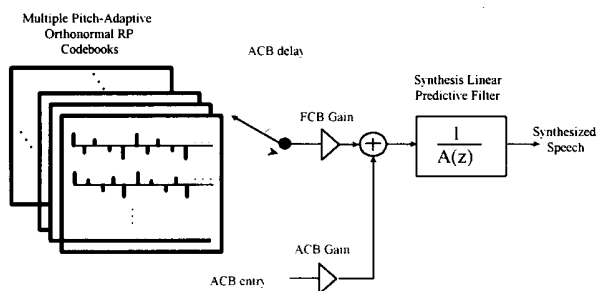 Multiple Pitch-Adaptive
Orthonormal RP
Codebooks
ACB delay
Synthesis Linear
Predictive Filter
FCB Gain
1
A(z)
Synthesized
Speech
ACB Gain
ACB entry